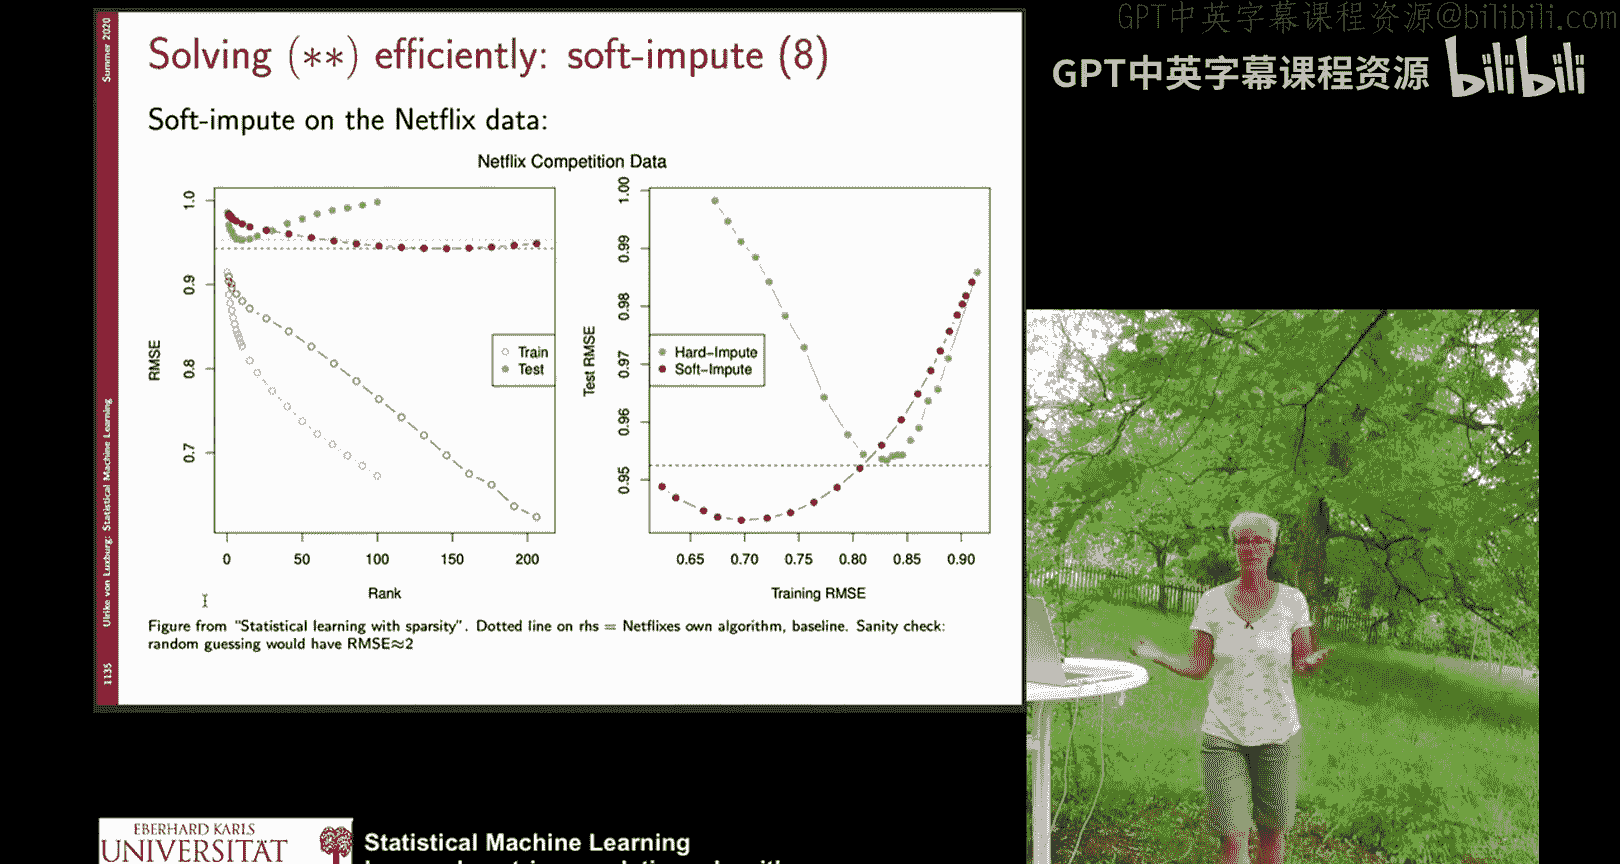 Summer 2020
Solving (**) efficiently: soft-impute (8)
Soft-impute on the Netflix data:
Netflix Competition Data
RMSE
1.0
0.9
0.8
0.7
Train
Test
0
50
100
150
200
Rank
Test RMSE
1.00
0.99
0.98
0.97
0.96
0.95
Hard-Impute
Soft-Impute
0.65
0.70
0.75
0.80
0.85
0.90
Training RMSE
Figure from "Statistical learning with sparsity". Dotted line on rhs = Netflixes own algorithm, baseline. Sanity check:
random guessing would have RMSE≈2
Ulrike von Luxburg: Statistical Machine Learning
1135
GPT中英字幕课程资源@bilibili.com
GPT中英字幕课程资源 bilibili
EBERHARD KARLS
UNIVERSITÄT
Statistical Machine Learning